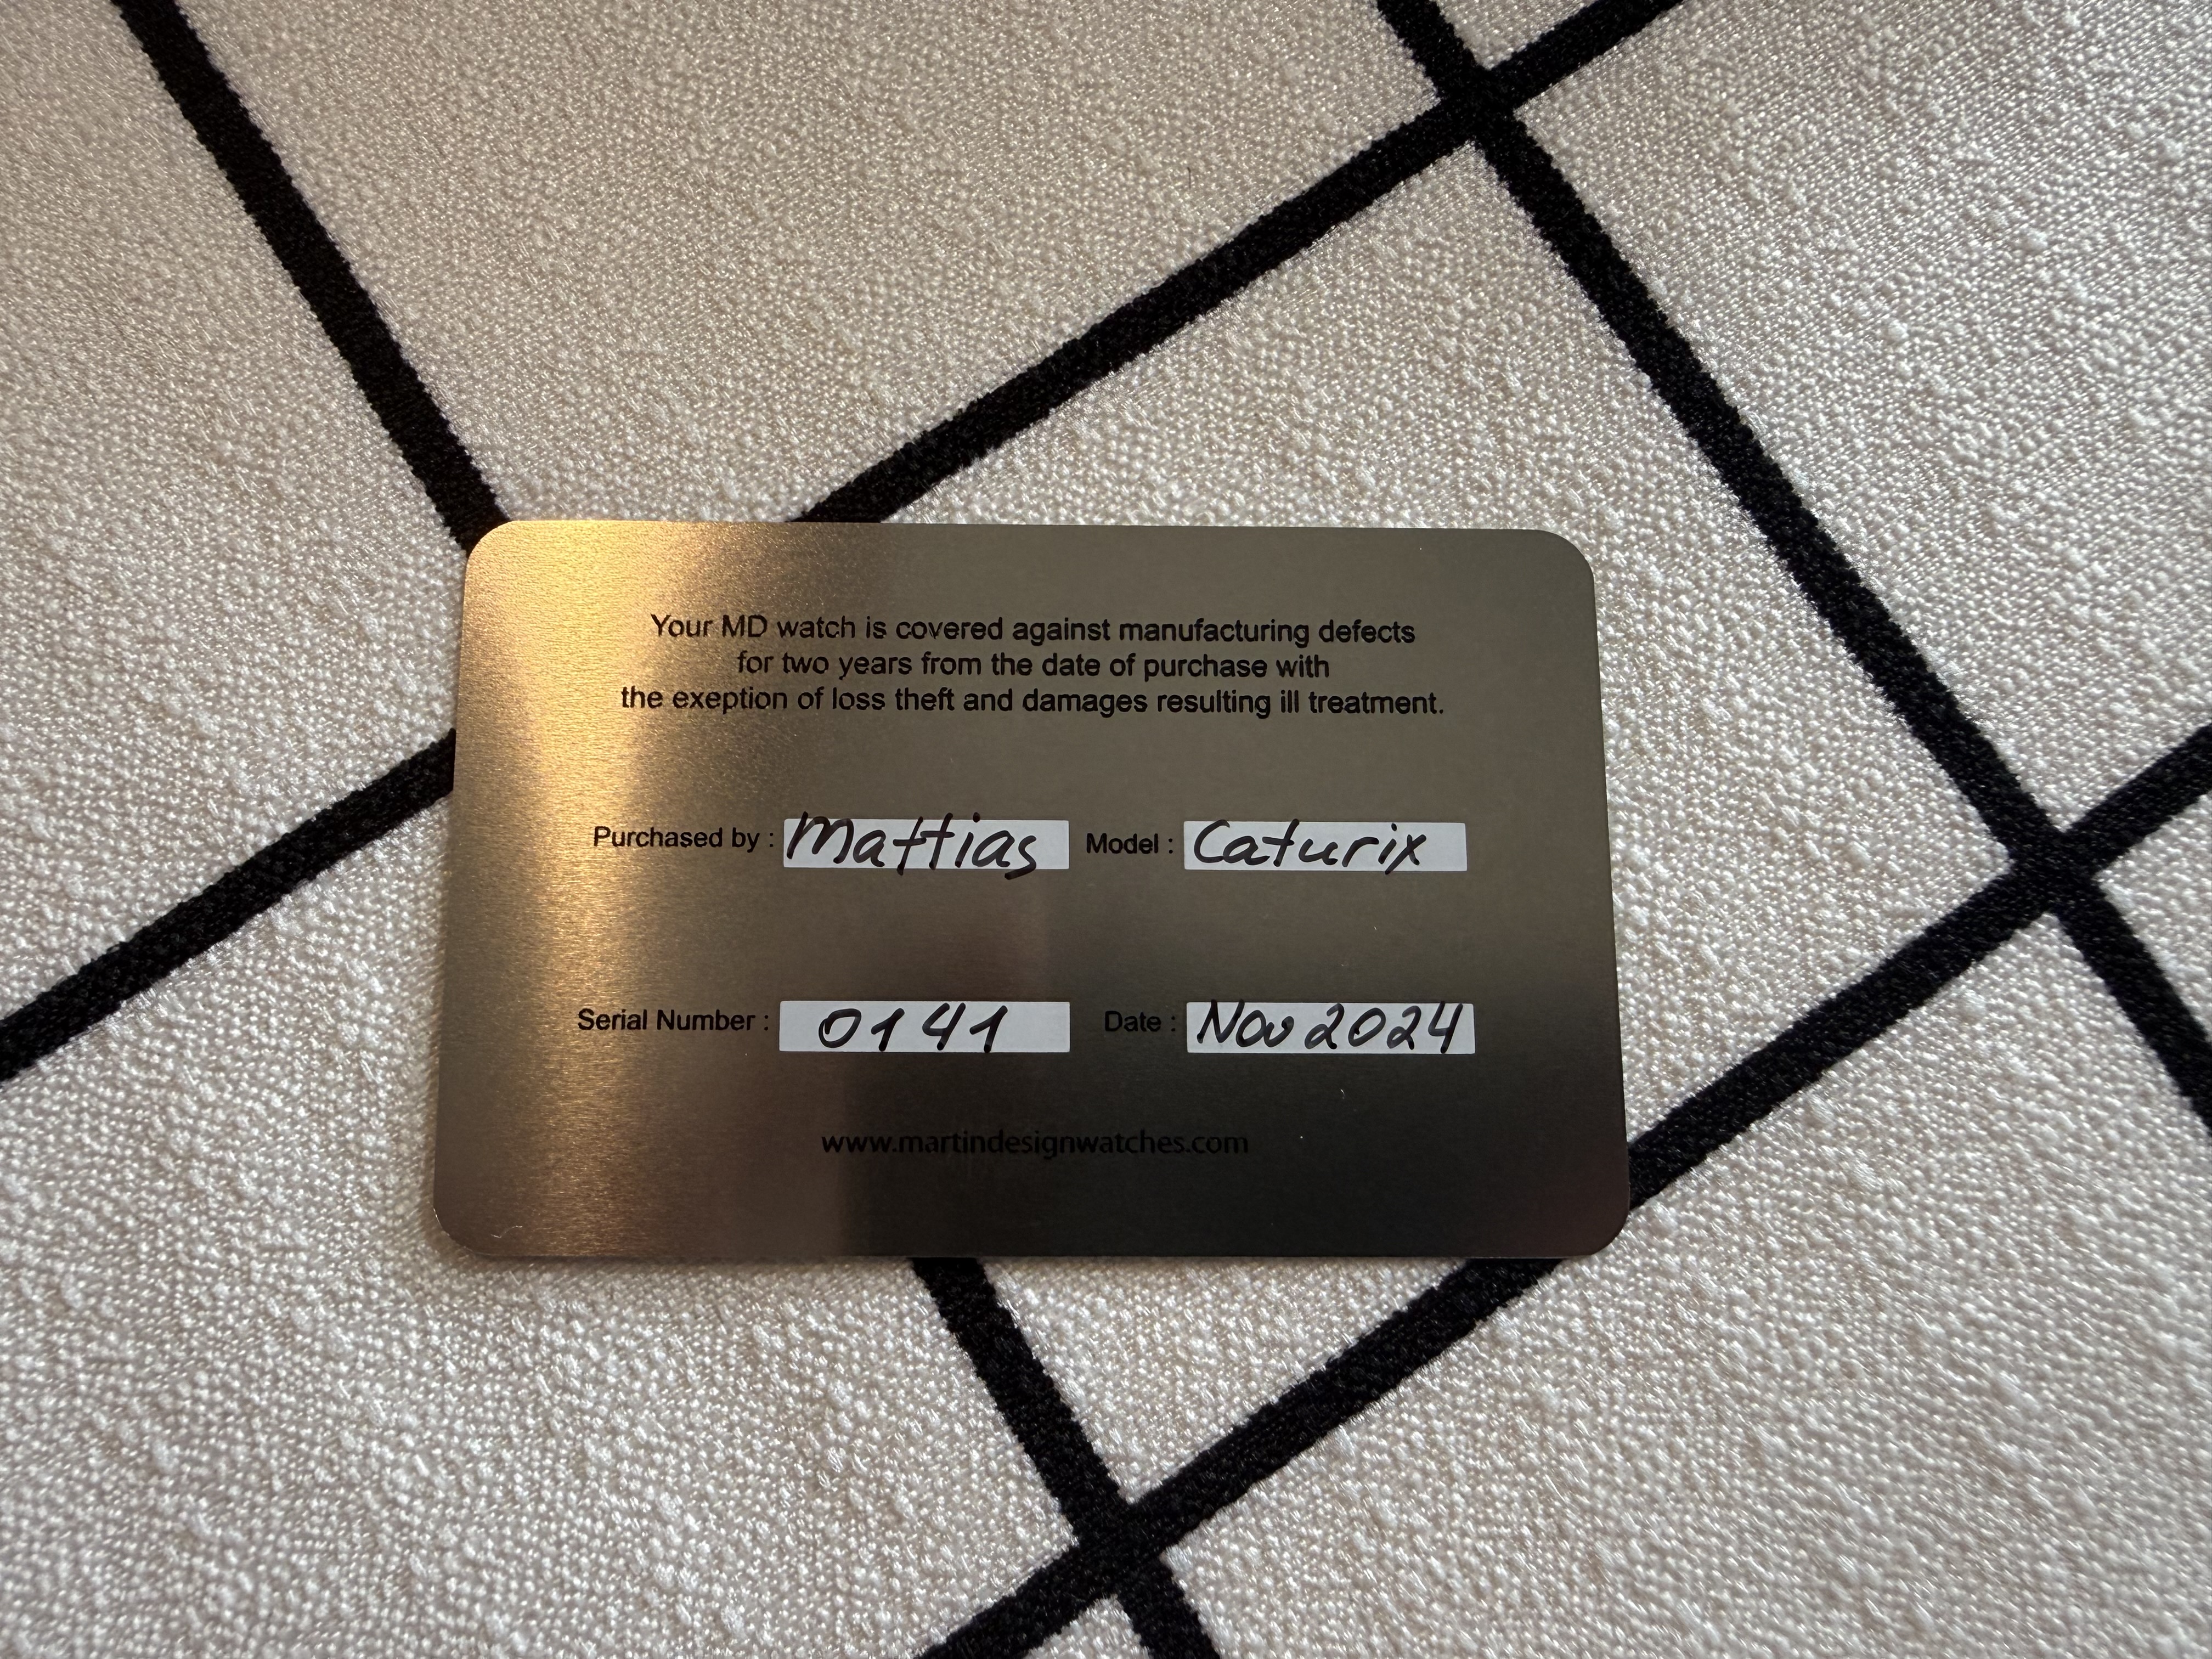 Your MD watch is covered against manufacturing defects
for two years from the date of purchase with
the exeption of loss theft and damages resulting ill treatment.
Purchased by : Mattias Model : Caturix
Serial Number : 0141 Date : Nov 2024
www.martindesignwatches.com